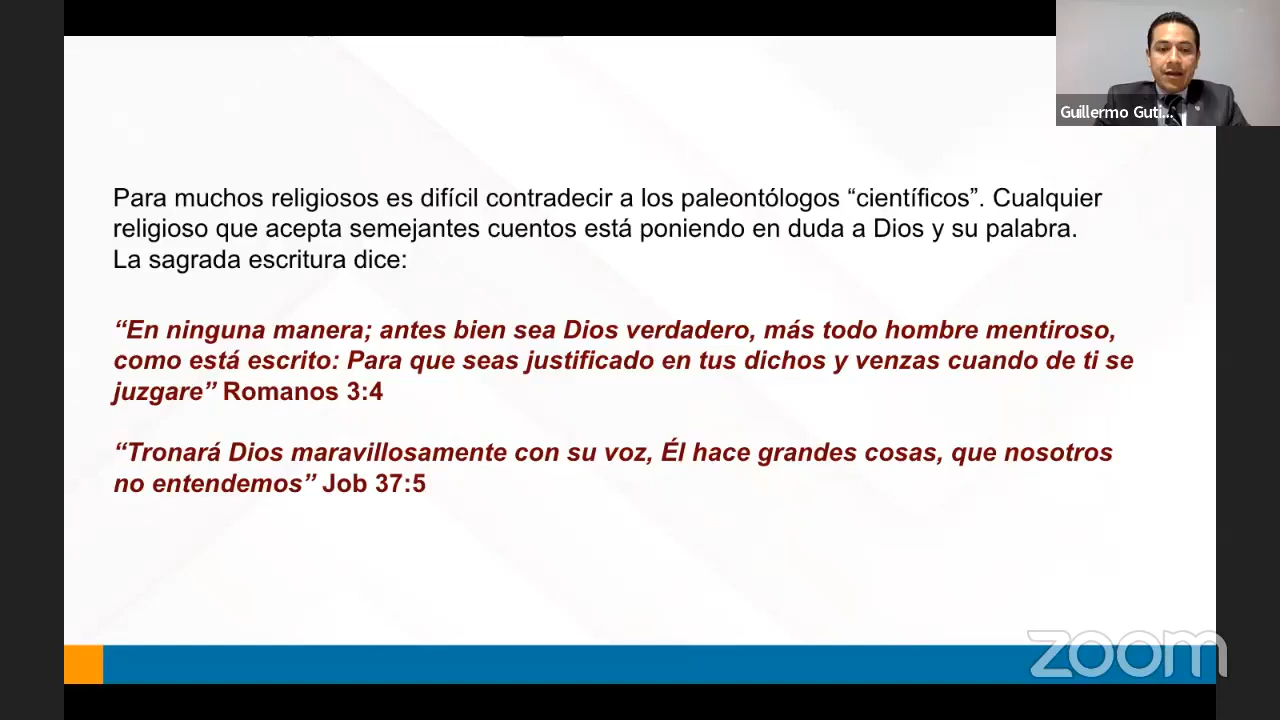 Guillermo Guti...
Para muchos religiosos es difícil contradecir a los paleontólogos “científicos”. Cualquier
religioso que acepta semejantes cuentos está poniendo en duda a Dios y su palabra.
La sagrada escritura dice:
“En ninguna manera; antes bien sea Dios verdadero, más todo hombre mentiroso,
como está escrito: Para que seas justificado en tus dichos y venzas cuando de ti se
juzgare” Romanos 3:4
“Tronará Dios maravillosamente con su voz, Él hace grandes cosas, que nosotros
no entendemos” Job 37:5
zoom